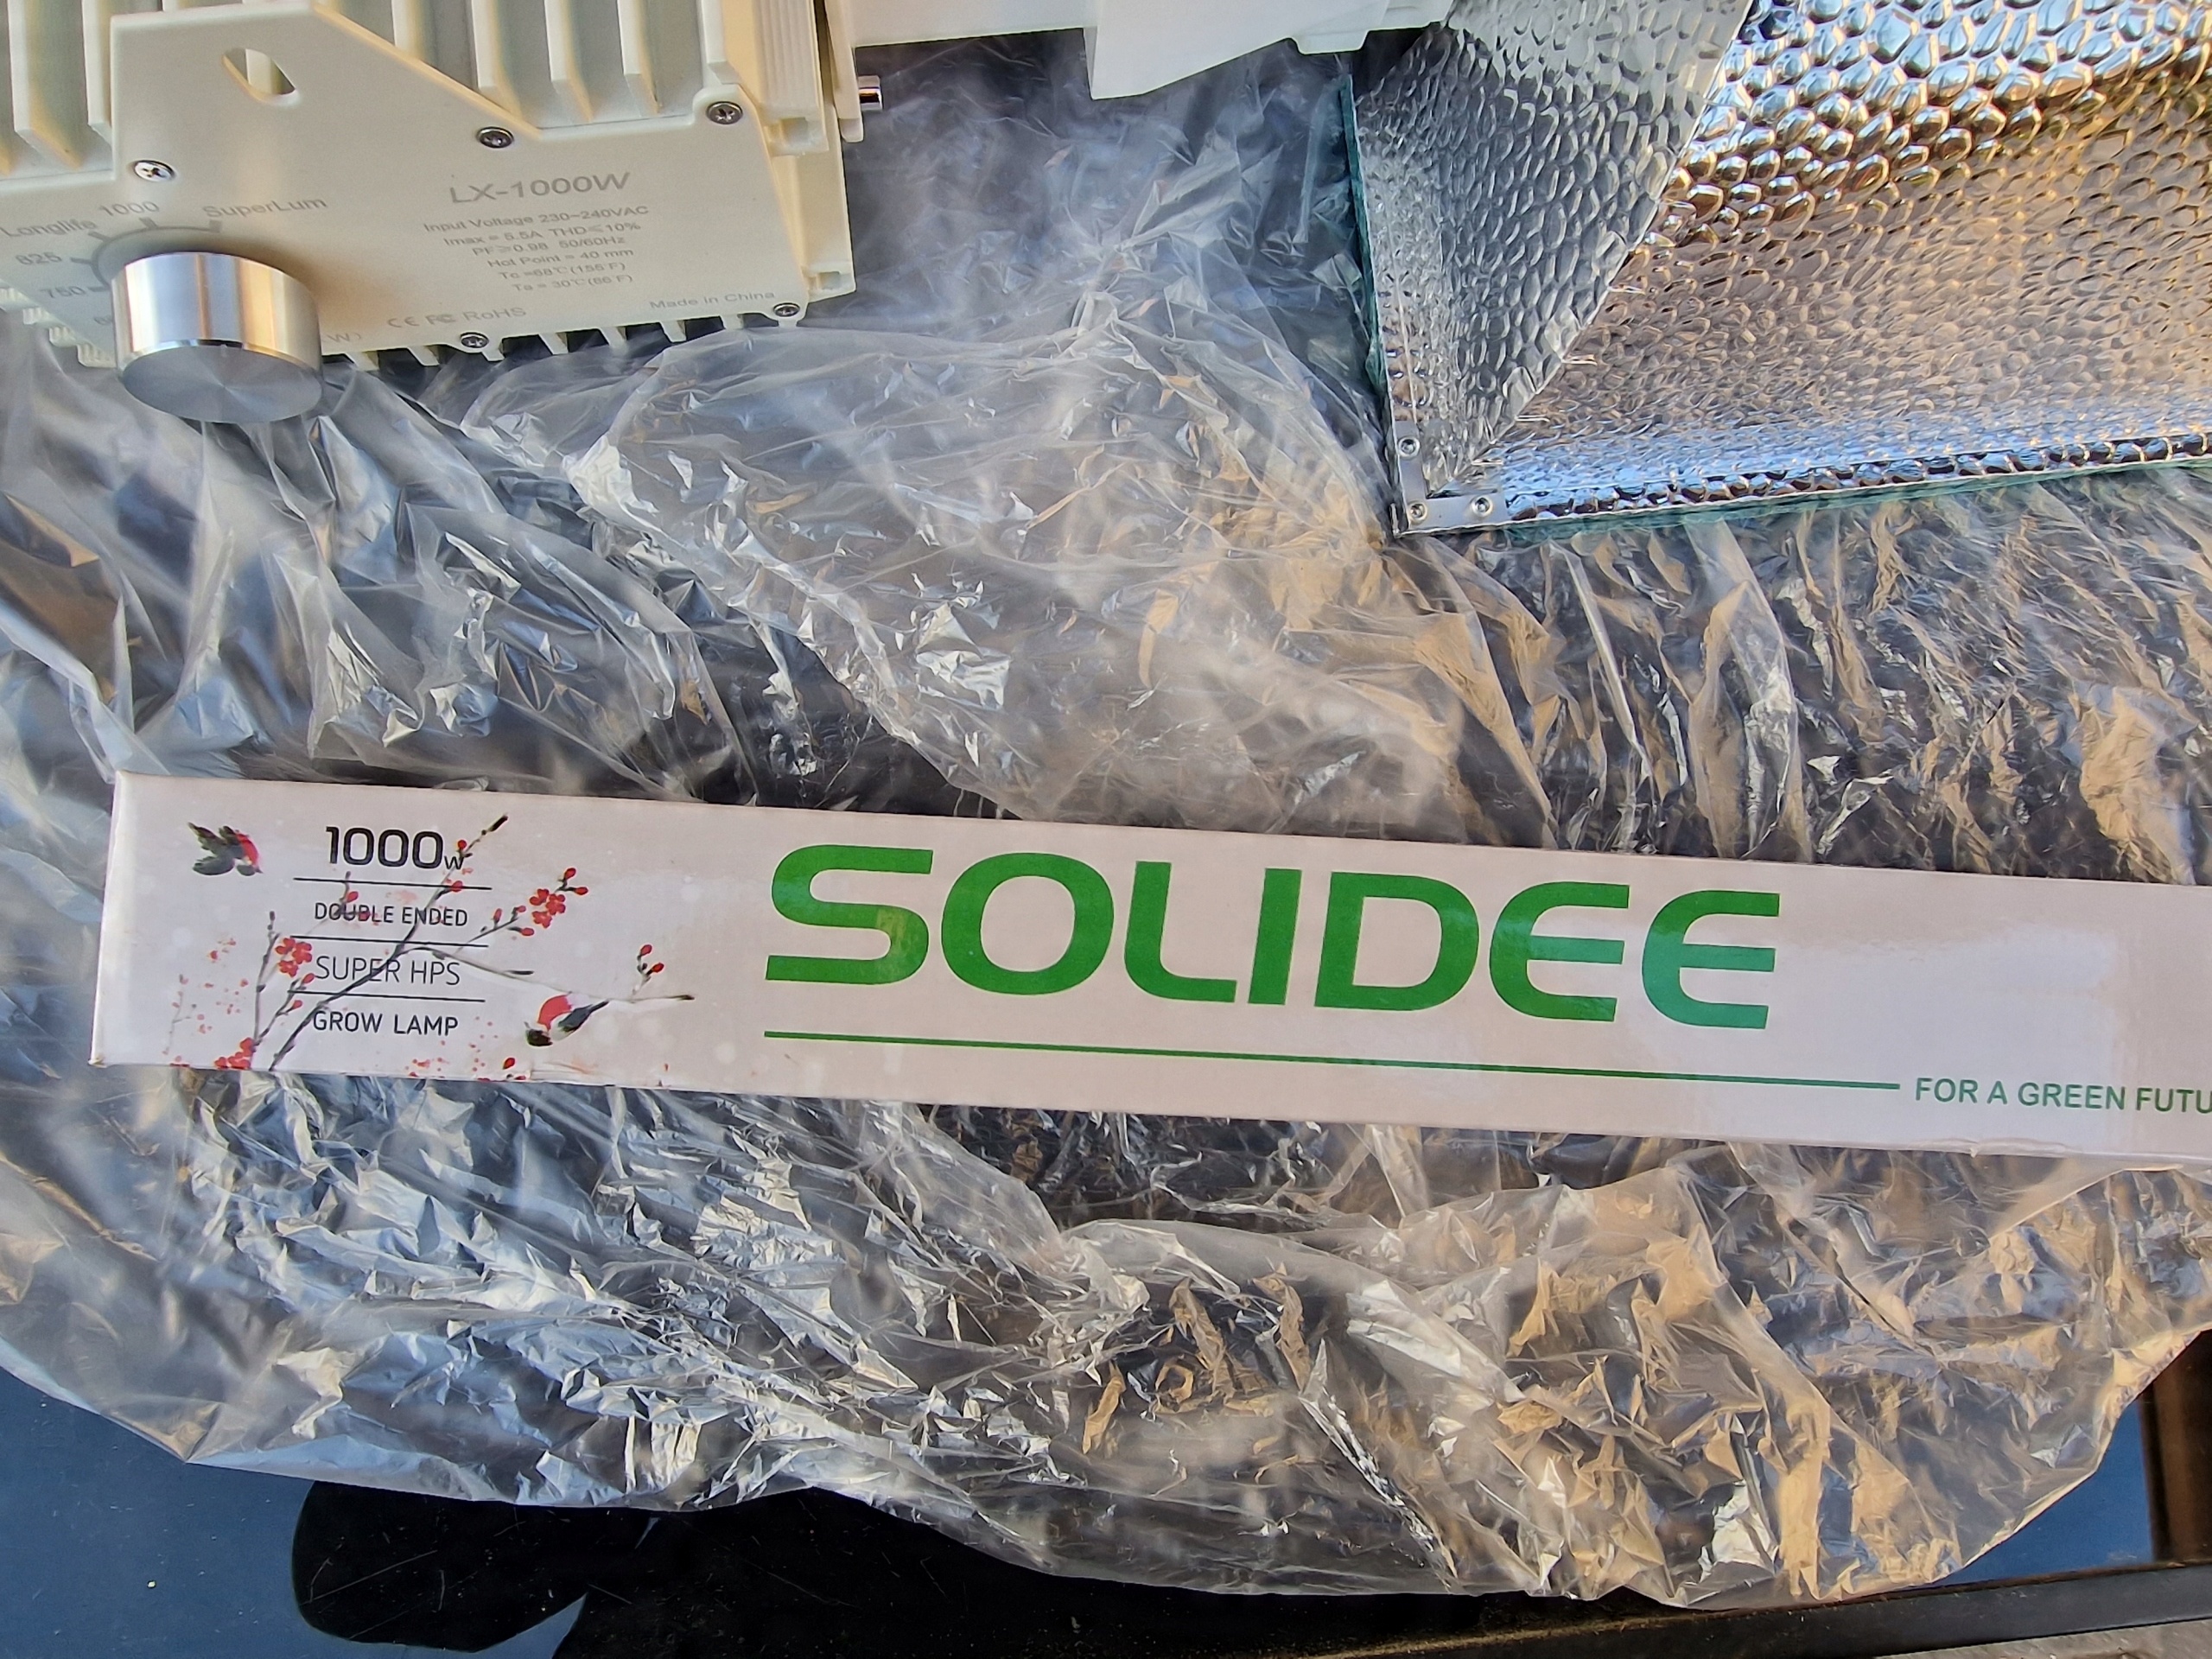 LX-1000W
Input Voltage 230~240VAC
Imax = 5.5A THD≤10%
PF≥0.98 50/60Hz
Hot Point = 40 mm
Tc =68℃(155℉)
Ta = 30℃(86℉)
Made in China
CE FC RoHS
Longlife 1000 SuperLum
825
750
W)
1000W
DOUBLE ENDED
SUPER HPS
GROW LAMP
SOLIDEE
FOR A GREEN FUTU